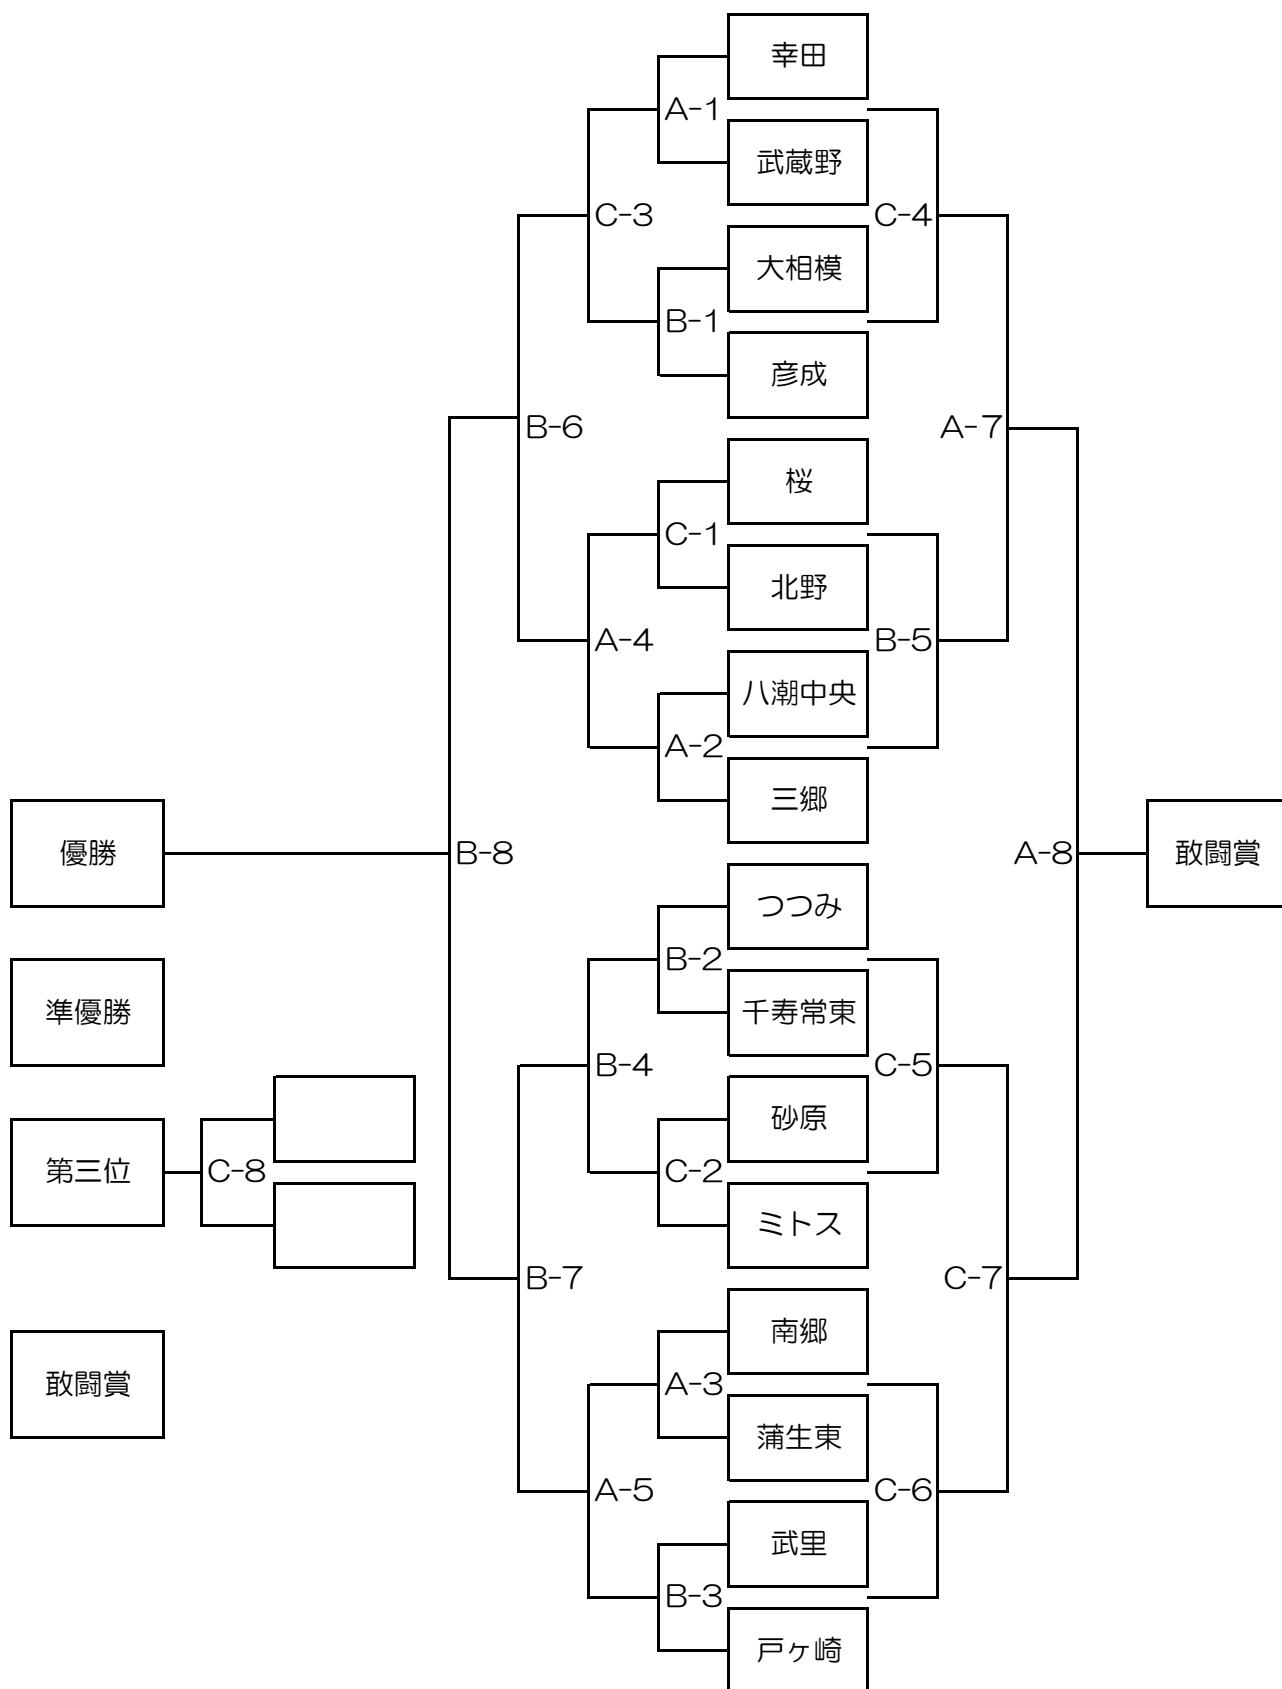 幸田
A-1
武蔵野
C-3
C-4
大相模
B-1
彦成
B-6
A-7
桜
C-1
北野
A-4
B-5
八潮中央
A-2
三郷
優勝
B-8
A-8
敢闘賞
つつみ
B-2
準優勝
千寿常東
B-4
C-5
砂原
第三位
C-8
C-2
ミトス
B-7
C-7
南郷
敢闘賞
A-3
蒲生東
A-5
C-6
武里
B-3
戸ヶ崎